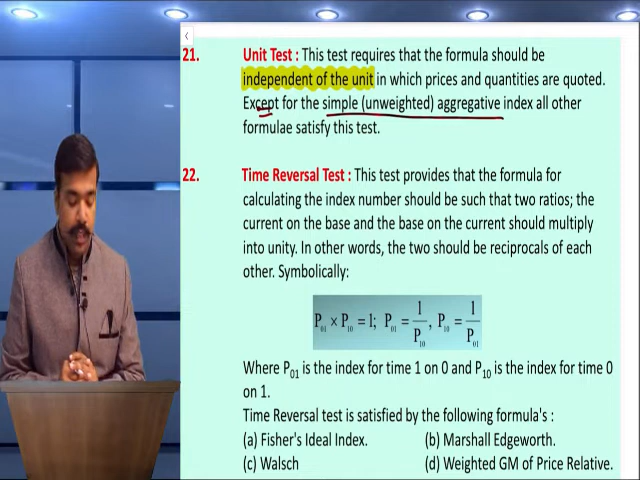 21. Unit Test : This test requires that the formula should be
independent of the unit in which prices and quantities are quoted.
Except for the simple (unweighted) aggregative index all other
formulae satisfy this test.
22. Time Reversal Test : This test provides that the formula for
calculating the index number should be such that two ratios; the
current on the base and the base on the current should multiply
into unity. In other words, the two should be reciprocals of each
other. Symbolically:
P₀₁ × P₁₀ = 1; P₀₁ = 1/P₁₀, P₁₀ = 1/P₀₁
Where P₀₁ is the index for time 1 on 0 and P₁₀ is the index for time 0
on 1.
Time Reversal test is satisfied by the following formula's :
(a) Fisher's Ideal Index. (b) Marshall Edgeworth.
(c) Walsch (d) Weighted GM of Price Relative.